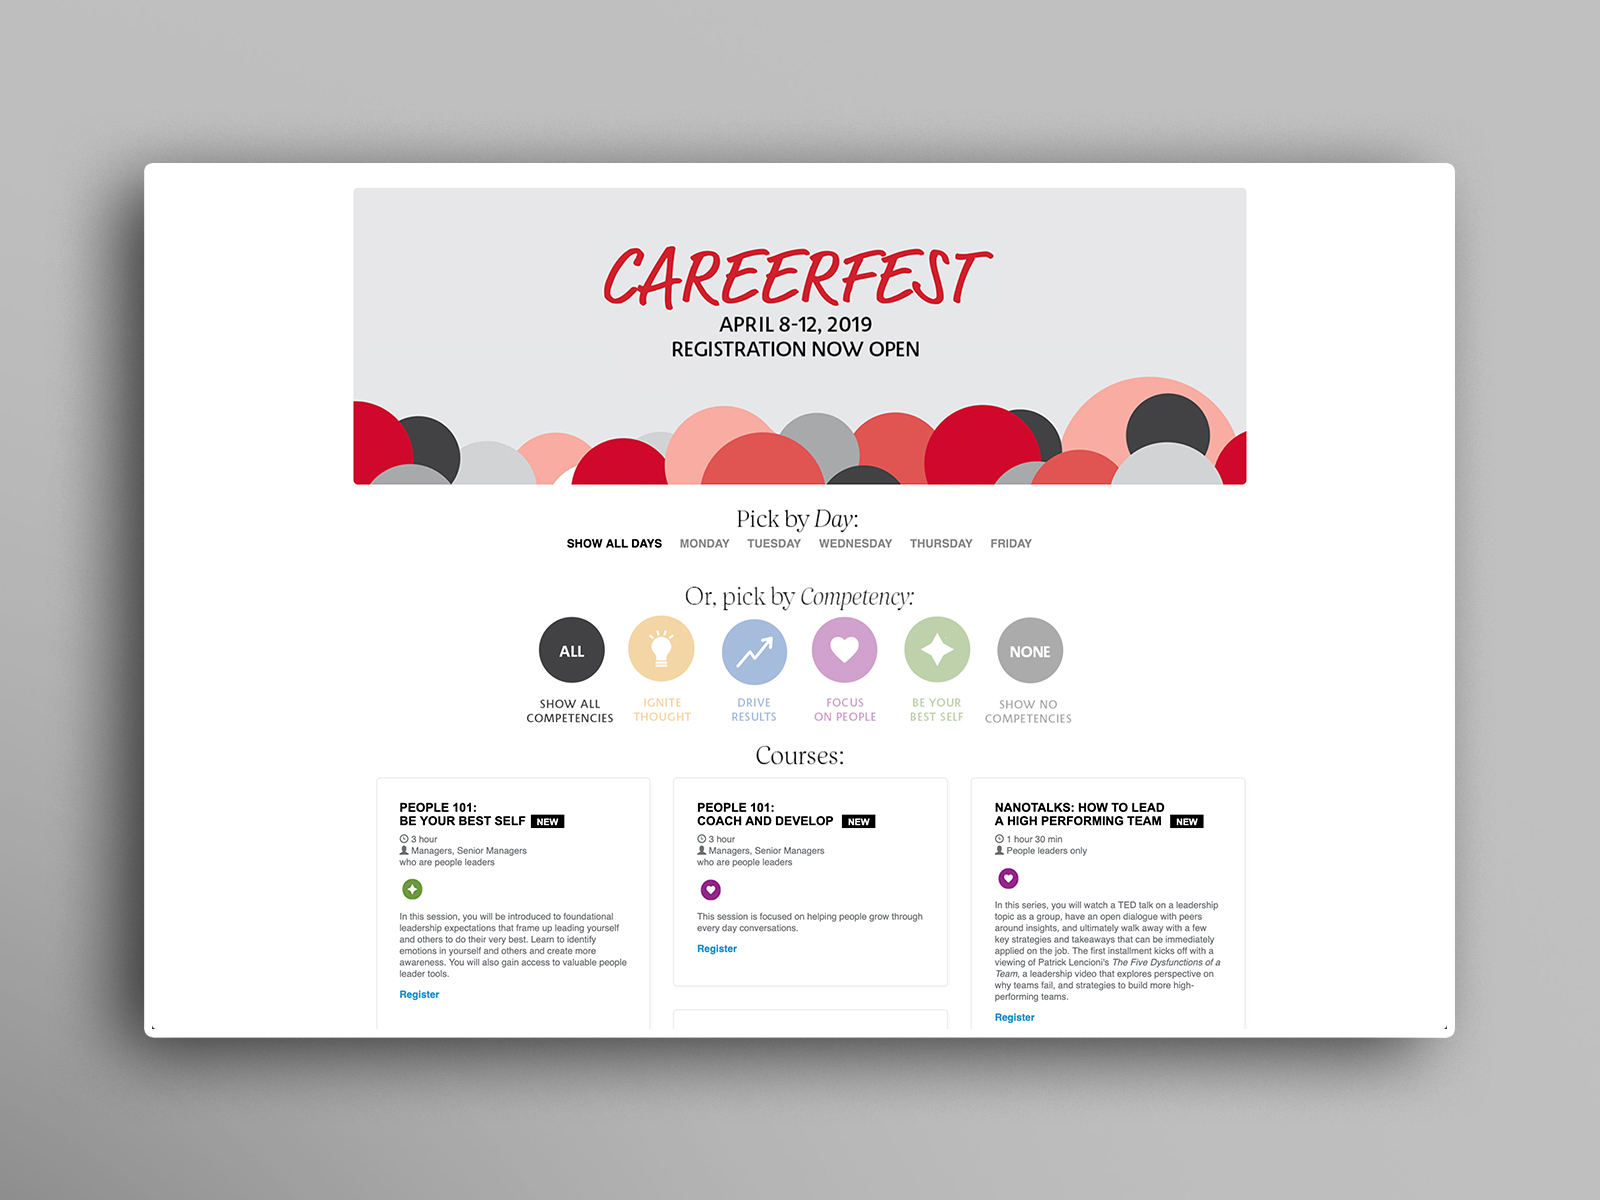 CAREERFEST
APRIL 8-12, 2019
REGISTRATION NOW OPEN
Pick by Day:
SHOW ALL DAYS MONDAY TUESDAY WEDNESDAY THURSDAY FRIDAY
Or, pick by Competency:
ALL
SHOW ALL
COMPETENCIES
IGNITE
THOUGHT
DRIVE
RESULTS
FOCUS
ON PEOPLE
BE YOUR
BEST SELF
NONE
SHOW NO
COMPETENCIES
Courses:
PEOPLE 101:
BE YOUR BEST SELF NEW
3 hour
Managers, Senior Managers
who are people leaders
In this session, you will be introduced to foundational
leadership expectations that frame up leading yourself
and others to do their very best. Learn to identify
emotions in yourself and others and create more
awareness. You will also gain access to valuable people
leader tools.
Register
PEOPLE 101:
COACH AND DEVELOP NEW
3 hour
Managers, Senior Managers
who are people leaders
This session is focused on helping people grow through
every day conversations.
Register
NANOTALKS: HOW TO LEAD
A HIGH PERFORMING TEAM NEW
1 hour 30 min
People leaders only
In this series, you will watch a TED talk on a leadership
topic as a group, have an open dialogue with peers
around insights, and ultimately walk away with a few
key strategies and takeaways that can be immediately
applied on the job. The first installment kicks off with a
viewing of Patrick Lencioni's The Five Dysfunctions of a
Team, a leadership video that explores perspective on
why teams fail, and strategies to build more high-
performing teams.
Register